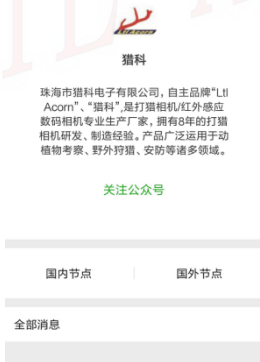 Ltl Acorn
猎科
珠海市猎科电子有限公司，自主品牌“Ltl
Acorn”、“猎科”,是打猎相机/红外感应
数码相机专业生产厂家，拥有8年的打猎
相机研发、制造经验。产品广泛运用于动
植物考察、野外狩猎、安防等诸多领域。
关注公众号
国内节点
国外节点
全部消息